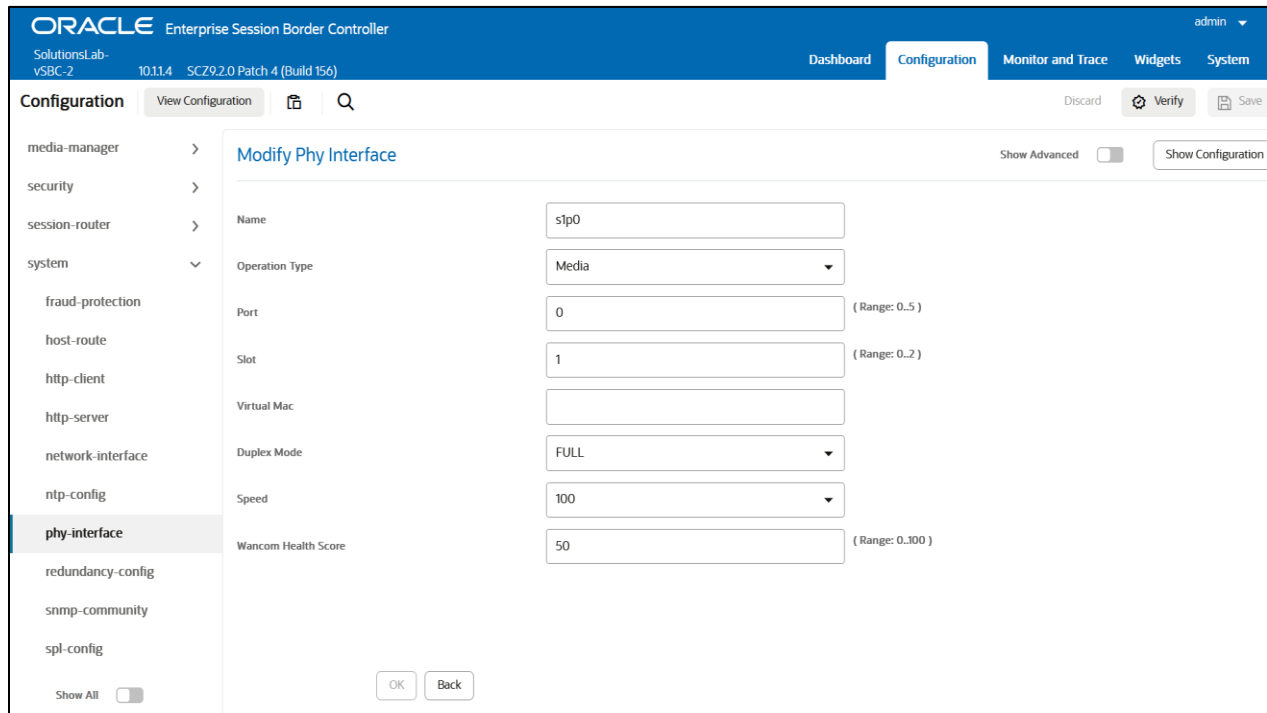 ORACLE Enterprise Session Border Controller
admin
SolutionsLab-
vSBC-2 10.1.1.4 SCZ9.2.0 Patch 4 (Build 156)
Dashboard Configuration Monitor and Trace Widgets System
Configuration View Configuration Discard Verify Save
media-manager
security
session-router
system
fraud-protection
host-route
http-client
http-server
network-interface
ntp-config
phy-interface
redundancy-config
snmp-community
spl-config
Show All
Modify Phy Interface Show Advanced Show Configuration
Name s1p0
Operation Type Media
Port 0 ( Range: 0..5 )
Slot 1 ( Range: 0..2 )
Virtual Mac
Duplex Mode FULL
Speed 100
Wancom Health Score 50 ( Range: 0..100 )
OK Back